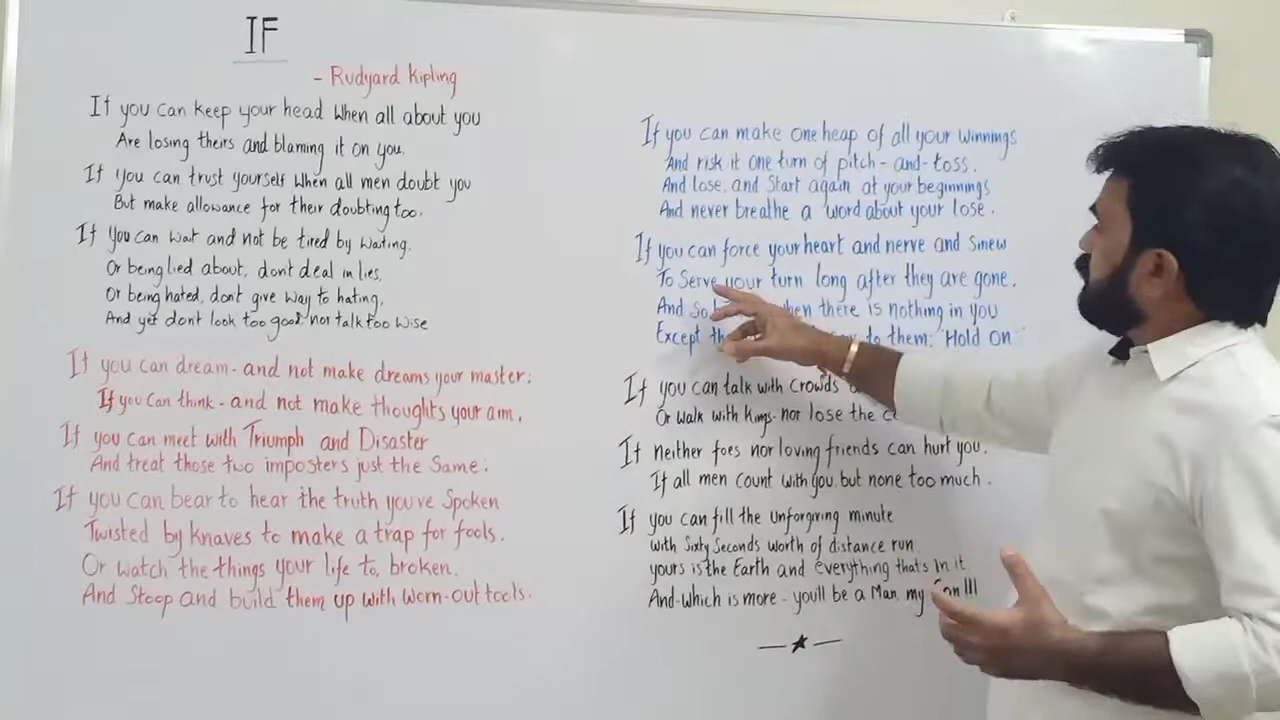 IF
- Rudyard Kipling
If you can keep your head When all about you
Are losing theirs and blaming it on you.
If you can trust yourself When all men doubt you
But make allowance for their doubting too.
If You can wait and not be tired by waiting,
Or being lied about, dont deal in lies,
Or being hated, dont give way to hating,
And yet dont look too good, nor talk too wise
If you can dream - and not make dreams your master;
If you can think - and not make thoughts your aim,
If you can meet with Triumph and Disaster
And treat those two imposters just the Same;
If you can bear to hear the truth you've Spoken
Twisted by knaves to make a trap for fools.
Or watch the things your life to, broken,
And Stoop and build them up with Worn-out tools.
If you can make one heap of all your winnings
And risk it one turn of pitch - and - toss,
And lose, and Start again at your beginnings
And never breathe a word about your lose.
If you can force your heart and nerve and Sinew
To Serve your turn long after they are gone,
And So when there is nothing in you
Except to them: "Hold On"
If you can talk with Crowds
Or walk with Kings - nor lose the
If neither foes nor loving friends can hurt you,
If all men Count with you, but none too much.
If you can fill the Unforgiving minute
With Sixty Seconds worth of distance run
yours is the Earth and everything thats in it
And - which is more - youll be a Man, my Son !!!